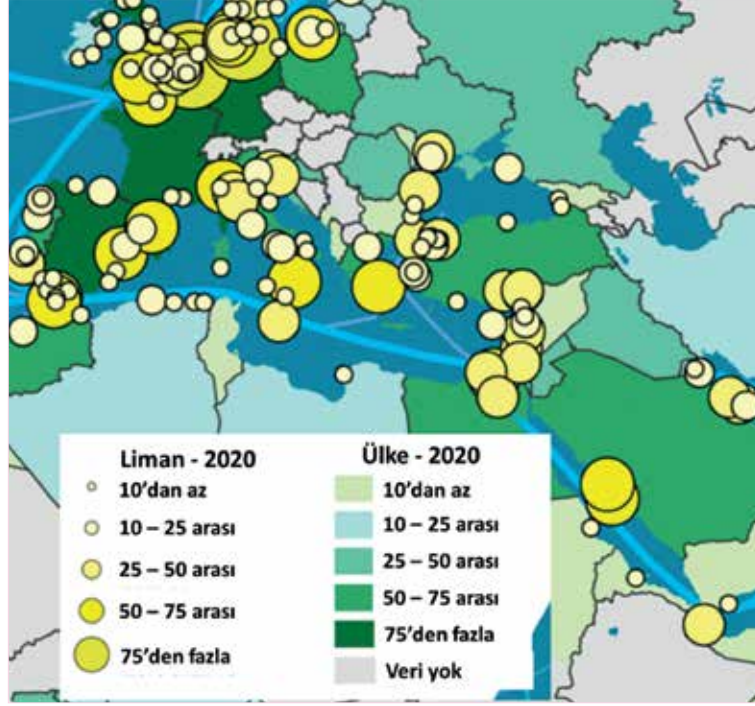 Liman - 2020
10'dan az
10 – 25 arası
25 – 50 arası
50 – 75 arası
75'den fazla
Ülke - 2020
10'dan az
10 – 25 arası
25 – 50 arası
50 – 75 arası
75'den fazla
Veri yok